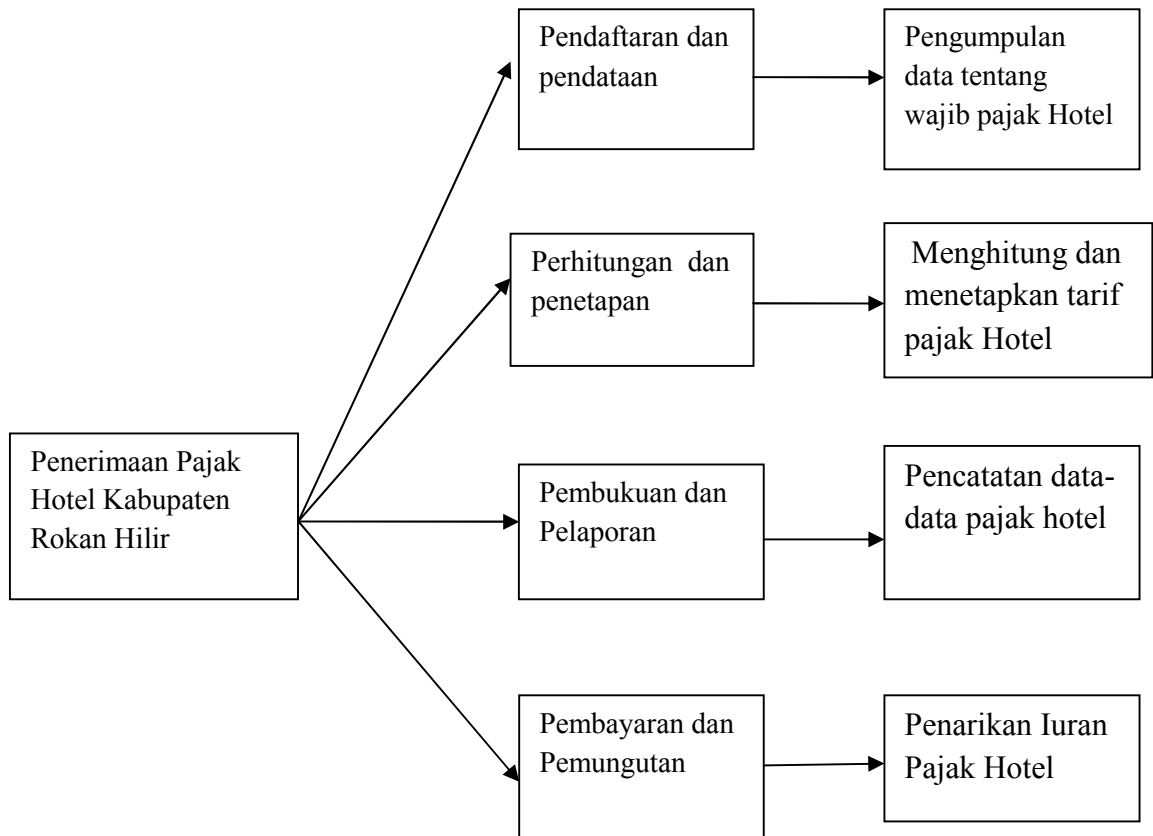 Pendaftaran dan
pendataan
Pengumpulan
data tentang
wajib pajak Hotel
Perhitungan dan
penetapan
Menghitung dan
menetapkan tarif
pajak Hotel
Penerimaan Pajak
Hotel Kabupaten
Rokan Hilir
Pembukuan dan
Pelaporan
Pencatatan data-
data pajak hotel
Pembayaran dan
Pemungutan
Penarikan Iuran
Pajak Hotel